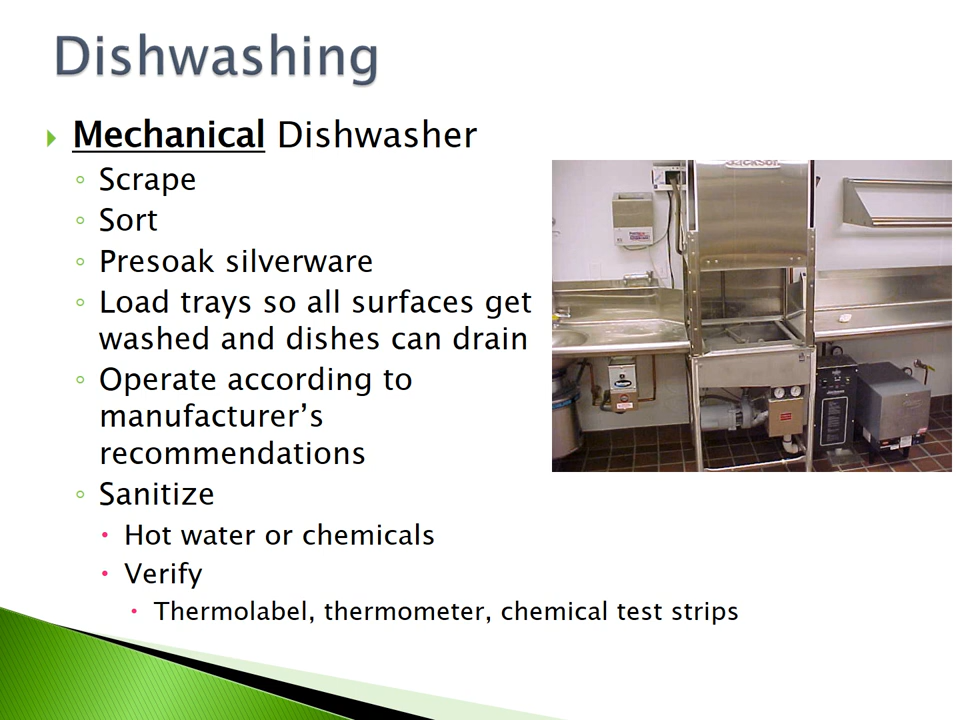 Dishwashing
Mechanical Dishwasher
Scrape
Sort
Presoak silverware
Load trays so all surfaces get
washed and dishes can drain
Operate according to
manufacturer’s
recommendations
Sanitize
Hot water or chemicals
Verify
Thermolabel, thermometer, chemical test strips